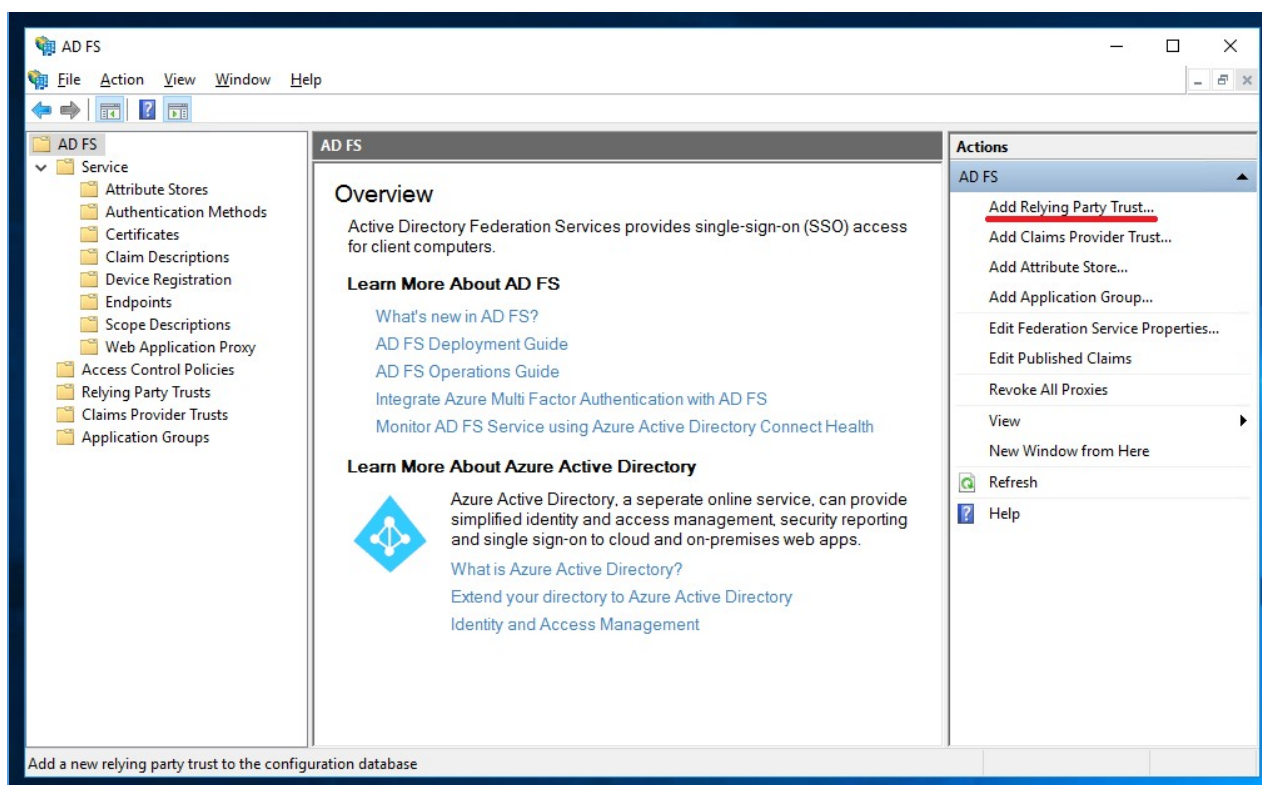 AD FS
File Action View Window Help
AD FS
Service
Attribute Stores
Authentication Methods
Certificates
Claim Descriptions
Device Registration
Endpoints
Scope Descriptions
Web Application Proxy
Access Control Policies
Relying Party Trusts
Claims Provider Trusts
Application Groups
AD FS
Overview
Active Directory Federation Services provides single-sign-on (SSO) access
for client computers.
Learn More About AD FS
What's new in AD FS?
AD FS Deployment Guide
AD FS Operations Guide
Integrate Azure Multi Factor Authentication with AD FS
Monitor AD FS Service using Azure Active Directory Connect Health
Learn More About Azure Active Directory
Azure Active Directory, a seperate online service, can provide
simplified identity and access management, security reporting
and single sign-on to cloud and on-premises web apps.
What is Azure Active Directory?
Extend your directory to Azure Active Directory
Identity and Access Management
Actions
AD FS
Add Relying Party Trust...
Add Claims Provider Trust...
Add Attribute Store...
Add Application Group...
Edit Federation Service Properties...
Edit Published Claims
Revoke All Proxies
View
New Window from Here
Refresh
Help
Add a new relying party trust to the configuration database